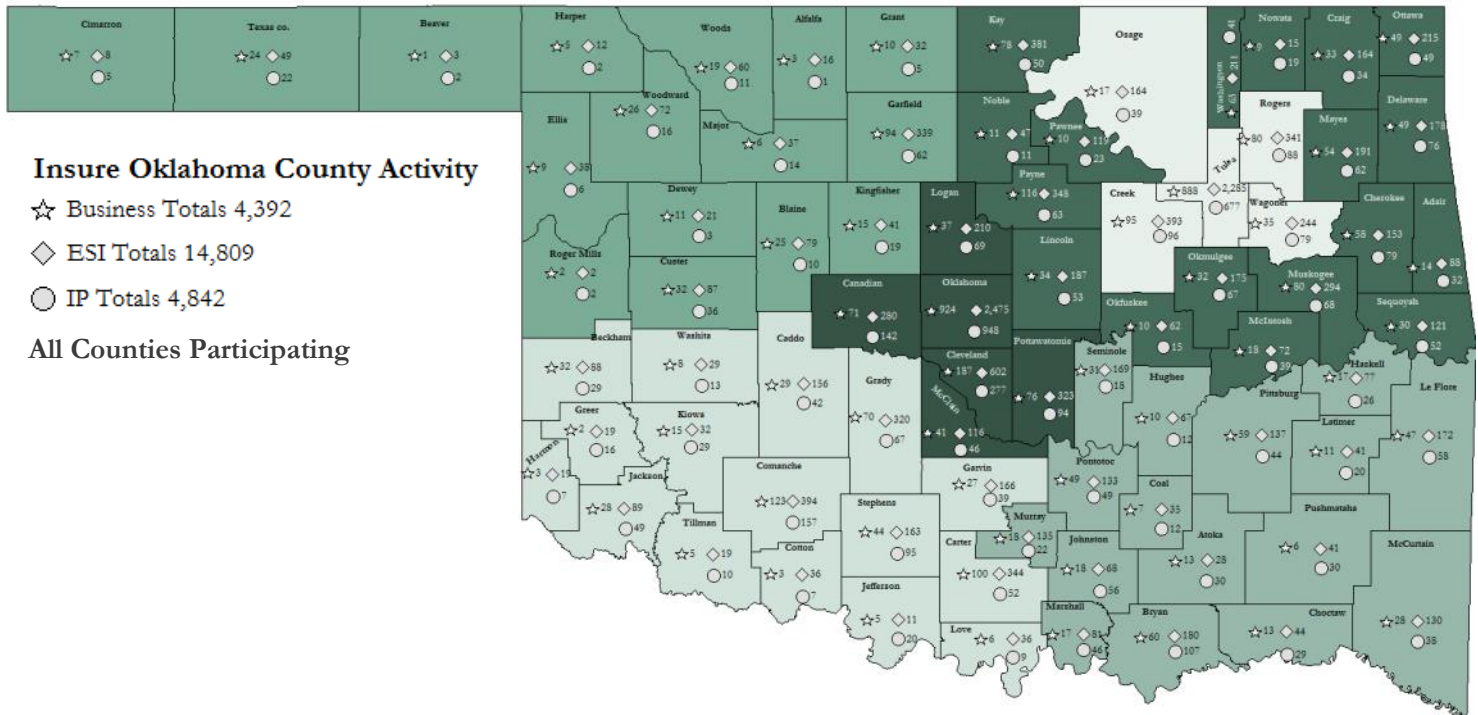 Insure Oklahoma County Activity
Business Totals 4,392
ESI Totals 14,809
IP Totals 4,842
All Counties Participating
Cimarron
7 8
5
Texas co.
24 49
22
Beaver
1 3
2
Harper
5 12
2
Woods
19 60
11
Alfalfa
3 16
1
Grant
10 32
5
Kay
78 381
50
Osage
17 164
39
Washington
63 211 41
Nowata
9 15
19
Craig
33 164
34
Ottawa
49 215
49
Ellis
9 38
6
Woodward
26 72
16
Major
6 37
14
Garfield
94 339
62
Noble
11 47
11
Pawnee
10 119
23
Rogers
80 341
88
Mayes
54 191
62
Delaware
49 178
76
Roger Mills
2 2
2
Dewey
11 21
3
Custer
32 87
36
Blaine
25 79
10
Kingfisher
15 41
19
Logan
37 210
69
Payne
116 348
63
Creek
95 393
96
Tulsa
888 2,285
677
Wagoner
35 244
79
Cherokee
58 153
79
Adair
14 88
32
Canadian
71 280
142
Oklahoma
924 2,475
948
Lincoln
34 187
53
Okmulgee
32 175
67
Muskogee
80 294
68
Okfuskee
10 62
15
McIntosh
18 72
39
Sequoyah
30 121
52
Beckham
32 88
29
Washita
8 29
13
Caddo
29 156
42
Grady
70 320
67
Cleveland
187 602
277
McClain
41 116
46
Pottawatomie
76 323
94
Seminole
31 169
18
Hughes
10 67
12
Pittsburg
59 137
44
Haskell
17 77
26
Le Flore
47 172
58
Greer
2 19
16
Kiowa
15 32
29
Harmon
3 19
7
Jackson
28 89
49
Comanche
123 394
157
Garvin
27 166
39
Pontotoc
49 133
49
Coal
7 35
12
Latimer
11 41
20
Tillman
5 19
10
Cotton
3 36
7
Stephens
44 163
95
Murray
18 135
22
Carter
100 344
52
Johnston
18 68
56
Atoka
13 28
30
Pushmataha
6 41
30
McCurtain
28 130
38
Jefferson
5 11
20
Love
6 36
9
Marshall
17 81
46
Bryan
60 180
107
Choctaw
13 44
29